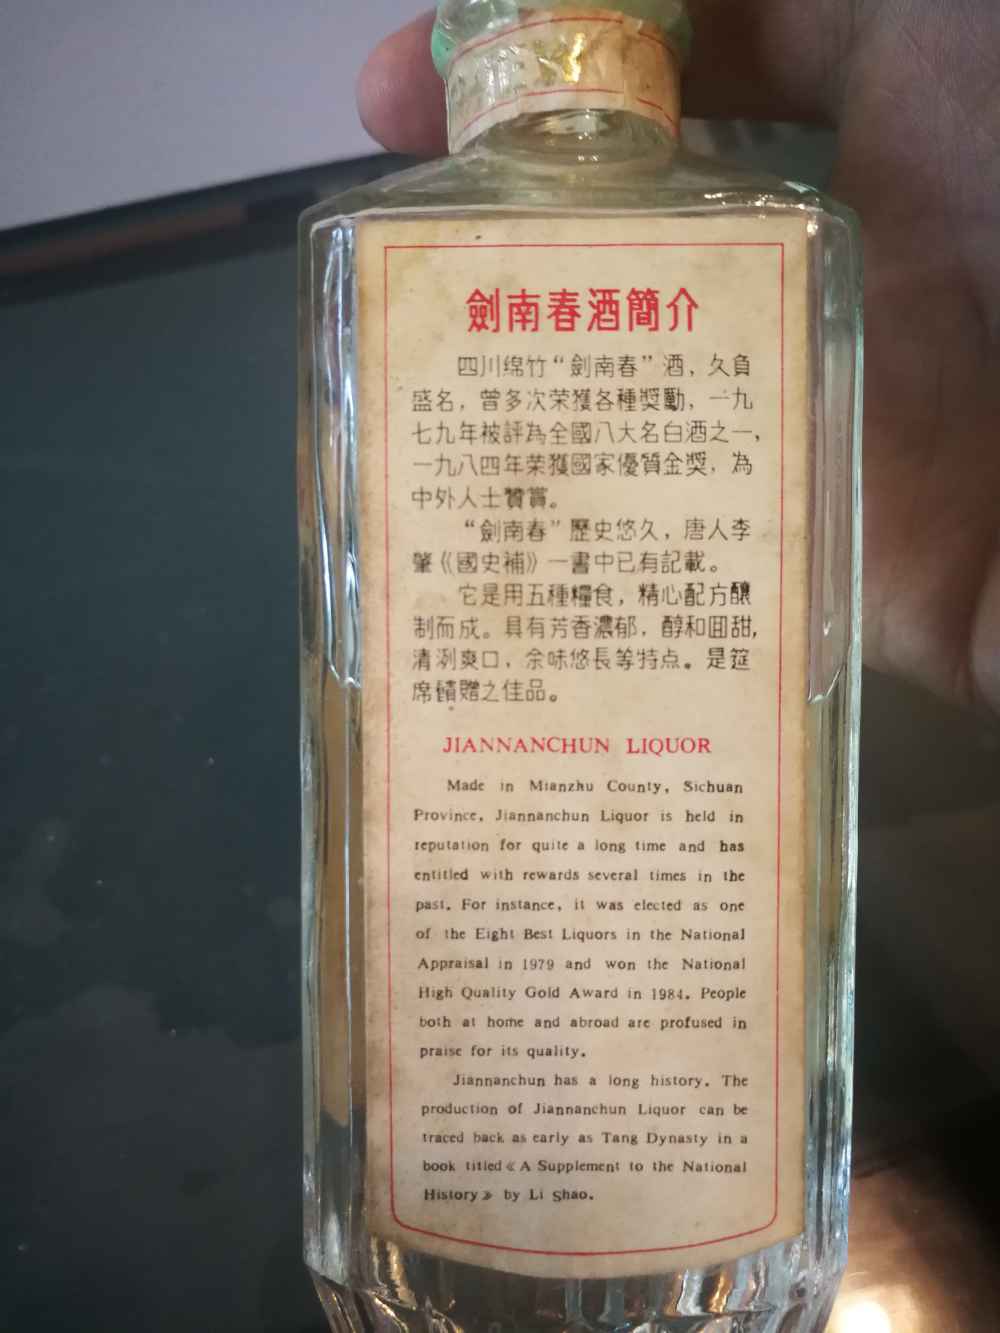 劍南春酒簡介
四川绵竹“劍南春”酒，久負
盛名，曾多次荣獲各種奬勵，一九
七九年被評為全國八大名白酒之一，
一九八四年荣獲國家優質金奬，為
中外人士贊賞。
“劍南春”歷史悠久，唐人李
肇《國史補》一書中已有記載。
它是用五種糧食，精心配方釀
制而成。具有芳香濃郁，醇和回甜，
清洌爽口，余味悠長等特点。是筵
席饋贈之佳品。
JIANNANCHUN LIQUOR
Made in Mianzhu County, Sichuan
Province, Jiannanchun Liquor is held in
reputation for quite a long time and has
entitled with rewards several times in the
past. For instance, it was elected as one
of the Eight Best Liquors in the National
Appraisal in 1979 and won the National
High Quality Gold Award in 1984. People
both at home and abroad are profused in
praise for its quality.
Jiannanchun has a long history. The
production of Jiannanchun Liquor can be
traced back as early as Tang Dynasty in a
book titled《A Supplement to the National
History》by Li Shao.